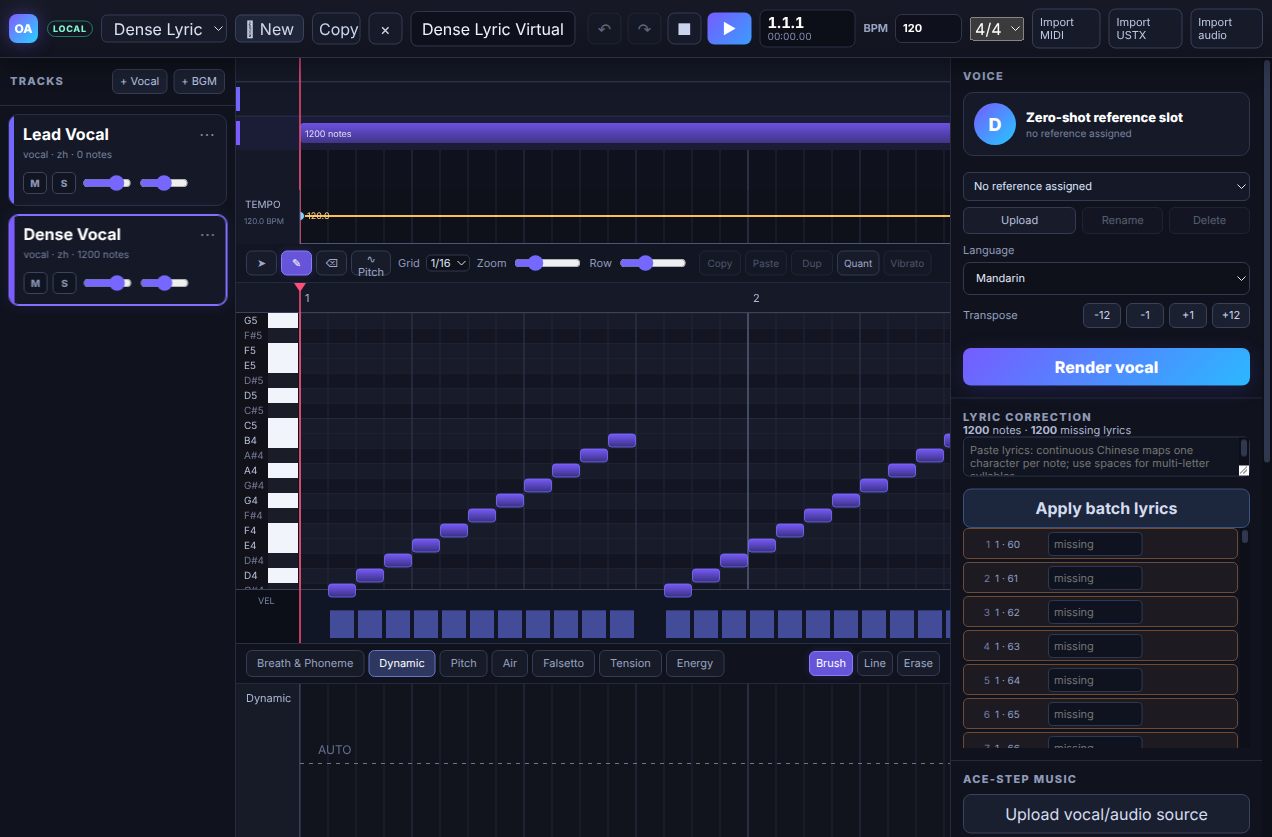 OA LOCAL Dense Lyric New Copy × Dense Lyric Virtual 1.1.1 00:00.00 BPM 120 4/4 Import MIDI Import USTX Import audio
TRACKS + Vocal + BGM
Lead Vocal ...
vocal · zh · 0 notes
M S
Dense Vocal ...
vocal · zh · 1200 notes
M S
1200 notes
TEMPO
120.0 BPM
120.0
Pitch Grid 1/16 Zoom Row Copy Paste Dup Quant Vibrato
1 2
G5
F#5
F5
E5
D#5
D5
C#5
C5
B4
A#4
A4
G#4
G4
F#4
F4
E4
D#4
D4
VEL
Breath & Phoneme Dynamic Pitch Air Falsetto Tension Energy Brush Line Erase
Dynamic
AUTO
VOICE
D
Zero-shot reference slot
no reference assigned
No reference assigned
Upload Rename Delete
Language
Mandarin
Transpose -12 -1 +1 +12
Render vocal
LYRIC CORRECTION
1200 notes · 1200 missing lyrics
Paste lyrics: continuous Chinese maps one
character per note; use spaces for multi-letter
Apply batch lyrics
1 1 · 60 missing
2 1 · 61 missing
3 1 · 62 missing
4 1 · 63 missing
5 1 · 64 missing
6 1 · 65 missing
ACE-STEP MUSIC
Upload vocal/audio source